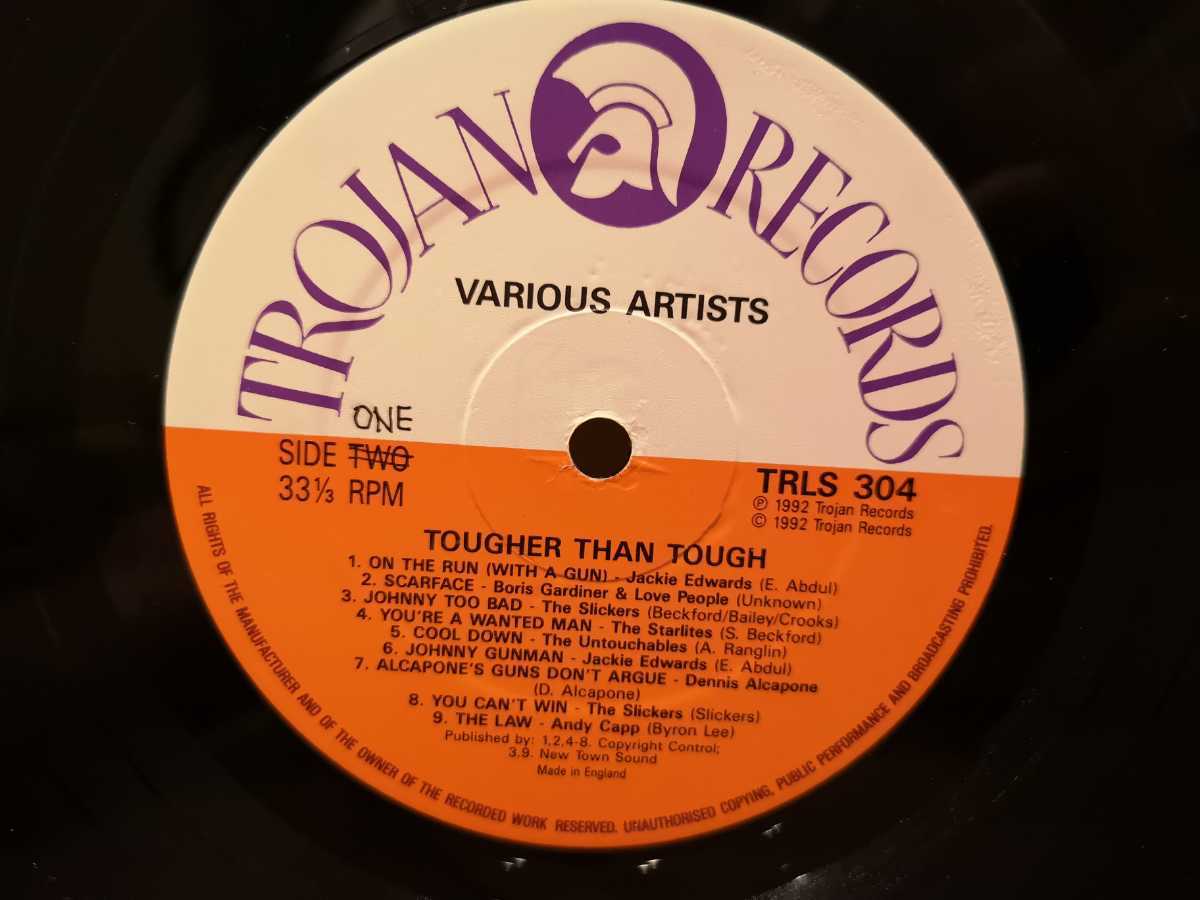 TROJAN RECORDS
VARIOUS ARTISTS
ONE
SIDE TWO
33⅓ RPM
TRLS 304
℗ 1992 Trojan Records
© 1992 Trojan Records
TOUGHER THAN TOUGH
1. ON THE RUN (WITH A GUN) - Jackie Edwards (E. Abdul)
2. SCARFACE - Boris Gardiner & Love People (Unknown)
3. JOHNNY TOO BAD - The Slickers (Beckford/Bailey/Crooks)
4. YOU'RE A WANTED MAN - The Starlites (S. Beckford)
5. COOL DOWN - The Untouchables (A. Ranglin)
6. JOHNNY GUNMAN - Jackie Edwards (E. Abdul)
7. ALCAPONE'S GUNS DON'T ARGUE - Dennis Alcapone
(D. Alcapone)
8. YOU CAN'T WIN - The Slickers (Slickers)
9. THE LAW - Andy Capp (Byron Lee)
Published by: 1,2,4-8. Copyright Control;
3,9. New Town Sound
Made in England
ALL RIGHTS OF THE MANUFACTURER AND OF THE OWNER OF THE RECORDED WORK RESERVED. UNAUTHORISED COPYING, PUBLIC PERFORMANCE AND BROADCASTING PROHIBITED.